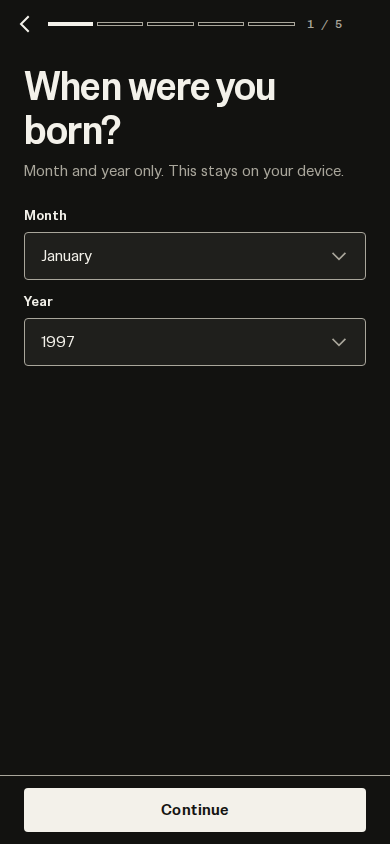 1 / 5
When were you
born?
Month and year only. This stays on your device.
Month
January
Year
1997
Continue